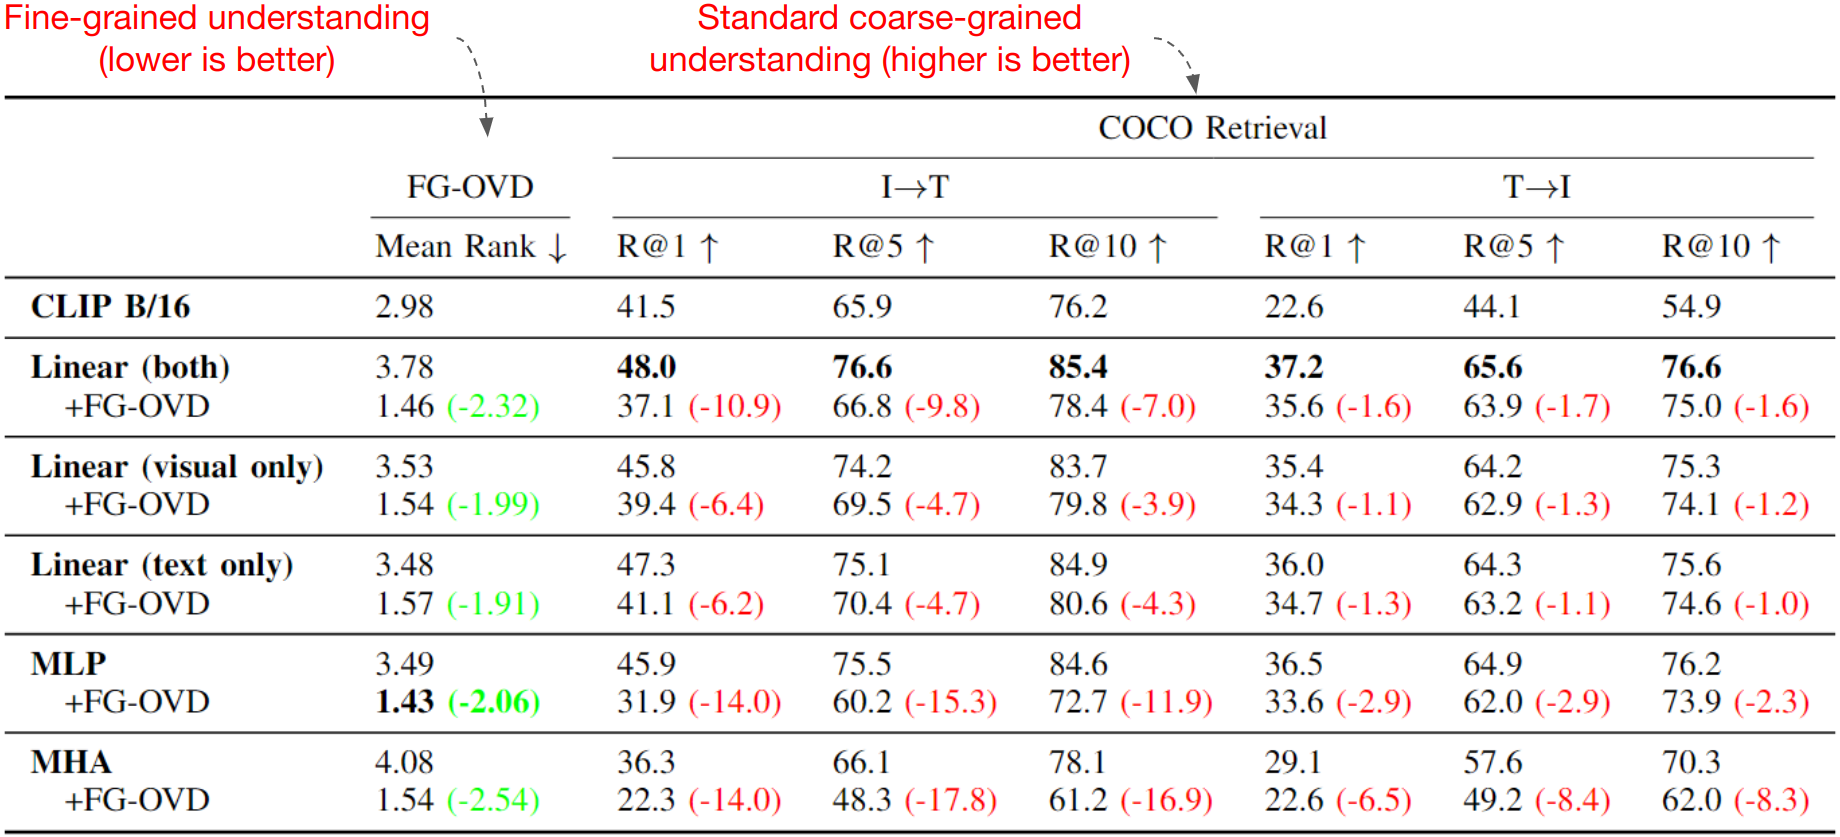 Fine-grained understanding
(lower is better)
Standard coarse-grained
understanding (higher is better)
COCO Retrieval
FG-OVD I→T T→I
Mean Rank ↓ R@1 ↑ R@5 ↑ R@10 ↑ R@1 ↑ R@5 ↑ R@10 ↑
CLIP B/16 2.98 41.5 65.9 76.2 22.6 44.1 54.9
Linear (both) 3.78 48.0 76.6 85.4 37.2 65.6 76.6
+FG-OVD 1.46 (-2.32) 37.1 (-10.9) 66.8 (-9.8) 78.4 (-7.0) 35.6 (-1.6) 63.9 (-1.7) 75.0 (-1.6)
Linear (visual only) 3.53 45.8 74.2 83.7 35.4 64.2 75.3
+FG-OVD 1.54 (-1.99) 39.4 (-6.4) 69.5 (-4.7) 79.8 (-3.9) 34.3 (-1.1) 62.9 (-1.3) 74.1 (-1.2)
Linear (text only) 3.48 47.3 75.1 84.9 36.0 64.3 75.6
+FG-OVD 1.57 (-1.91) 41.1 (-6.2) 70.4 (-4.7) 80.6 (-4.3) 34.7 (-1.3) 63.2 (-1.1) 74.6 (-1.0)
MLP 3.49 45.9 75.5 84.6 36.5 64.9 76.2
+FG-OVD 1.43 (-2.06) 31.9 (-14.0) 60.2 (-15.3) 72.7 (-11.9) 33.6 (-2.9) 62.0 (-2.9) 73.9 (-2.3)
MHA 4.08 36.3 66.1 78.1 29.1 57.6 70.3
+FG-OVD 1.54 (-2.54) 22.3 (-14.0) 48.3 (-17.8) 61.2 (-16.9) 22.6 (-6.5) 49.2 (-8.4) 62.0 (-8.3)